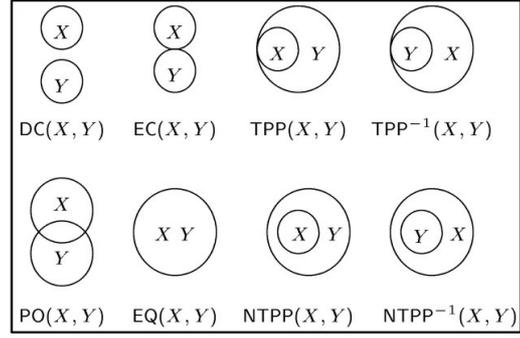 X X X Y Y X
Y Y
DC(X, Y) EC(X, Y) TPP(X, Y) TPP⁻¹(X, Y)
X
Y X Y X Y Y X
PO(X, Y) EQ(X, Y) NTPP(X, Y) NTPP⁻¹(X, Y)